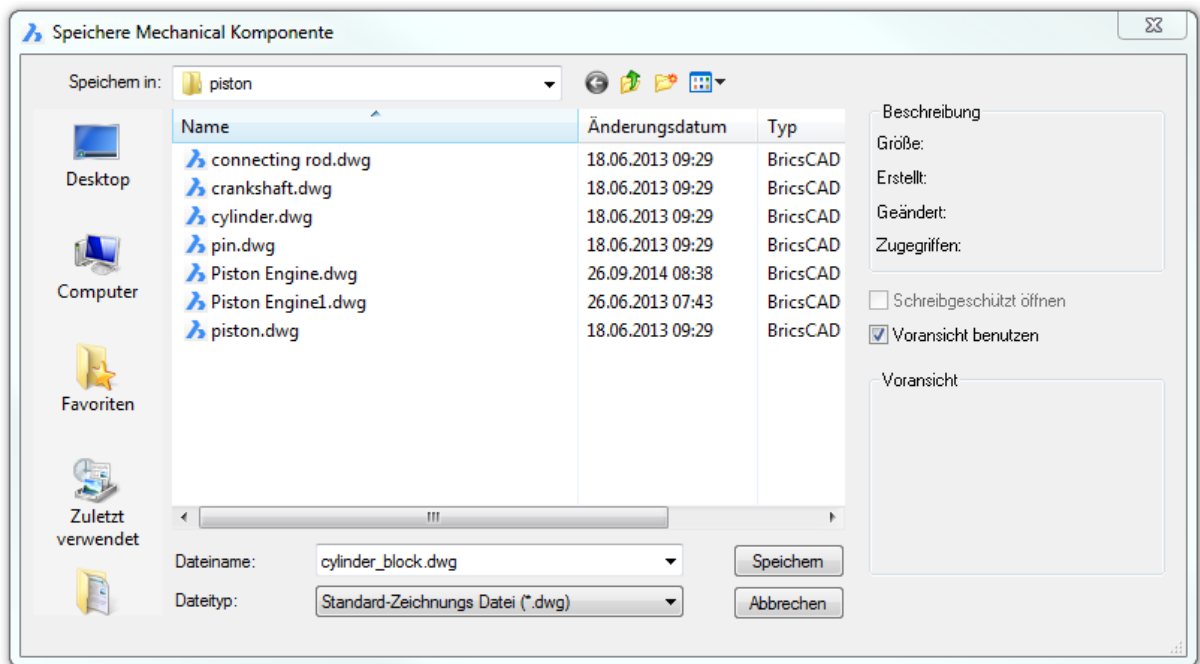 Speichere Mechanical Komponente
Speichern in: piston
Name Änderungsdatum Typ
connecting rod.dwg 18.06.2013 09:29 BricsCAD
crankshaft.dwg 18.06.2013 09:29 BricsCAD
cylinder.dwg 18.06.2013 09:29 BricsCAD
pin.dwg 18.06.2013 09:29 BricsCAD
Piston Engine.dwg 26.09.2014 08:38 BricsCAD
Piston Engine1.dwg 26.06.2013 07:43 BricsCAD
piston.dwg 18.06.2013 09:29 BricsCAD
Desktop
Computer
Favoriten
Zuletzt
verwendet
Beschreibung
Größe:
Erstellt:
Geändert:
Zugegriffen:
Schreibgeschützt öffnen
Voransicht benutzen
Voransicht
Dateiname: cylinder_block.dwg Speichern
Dateityp: Standard-Zeichnungs Datei (*.dwg) Abbrechen